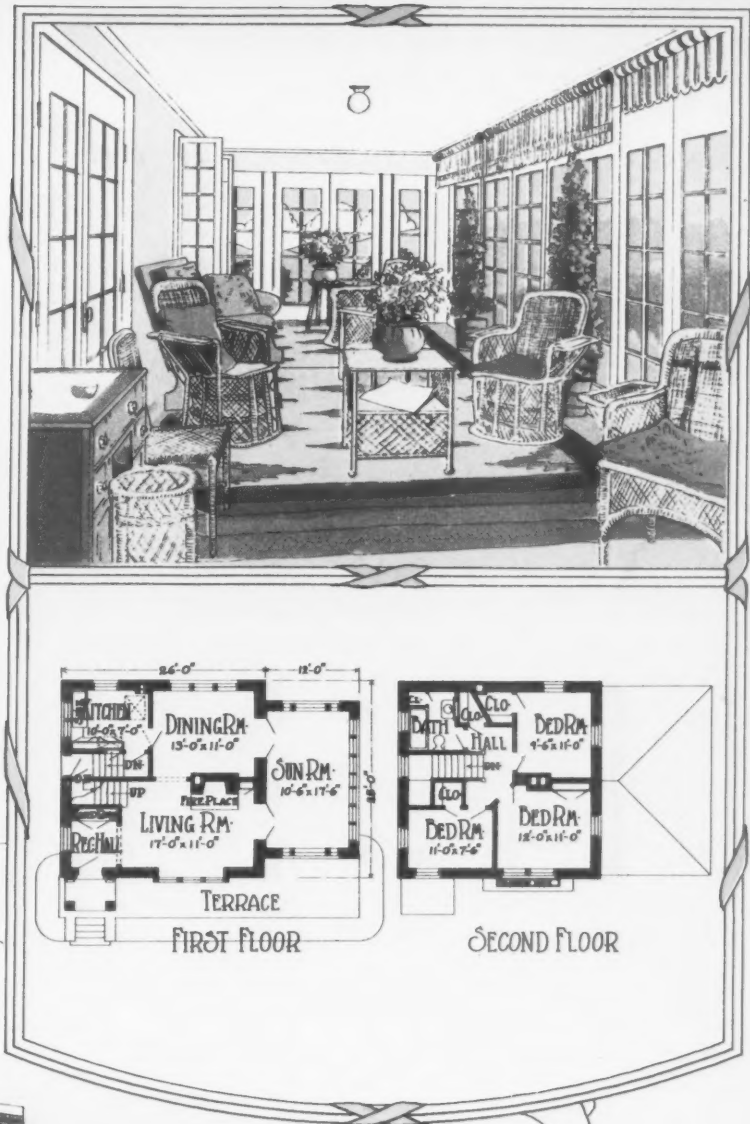 26'-0" 12'-0"
KITCHEN
10'-0"x7'-0"
DINING RM.
13'-0"x11'-0"
SUN RM.
10'-6"x17'-6"
DN
UP
FIRE PLACE
LIVING RM.
17'-0"x11'-0"
REC. HALL
TERRACE
FIRST FLOOR
CL.
BATH
CLO.
CLO.
HALL
BED RM.
9'-6"x11'-0"
DN
CLO.
BED RM.
11'-0"x7'-6"
BED RM.
12'-0"x11'-0"
SECOND FLOOR